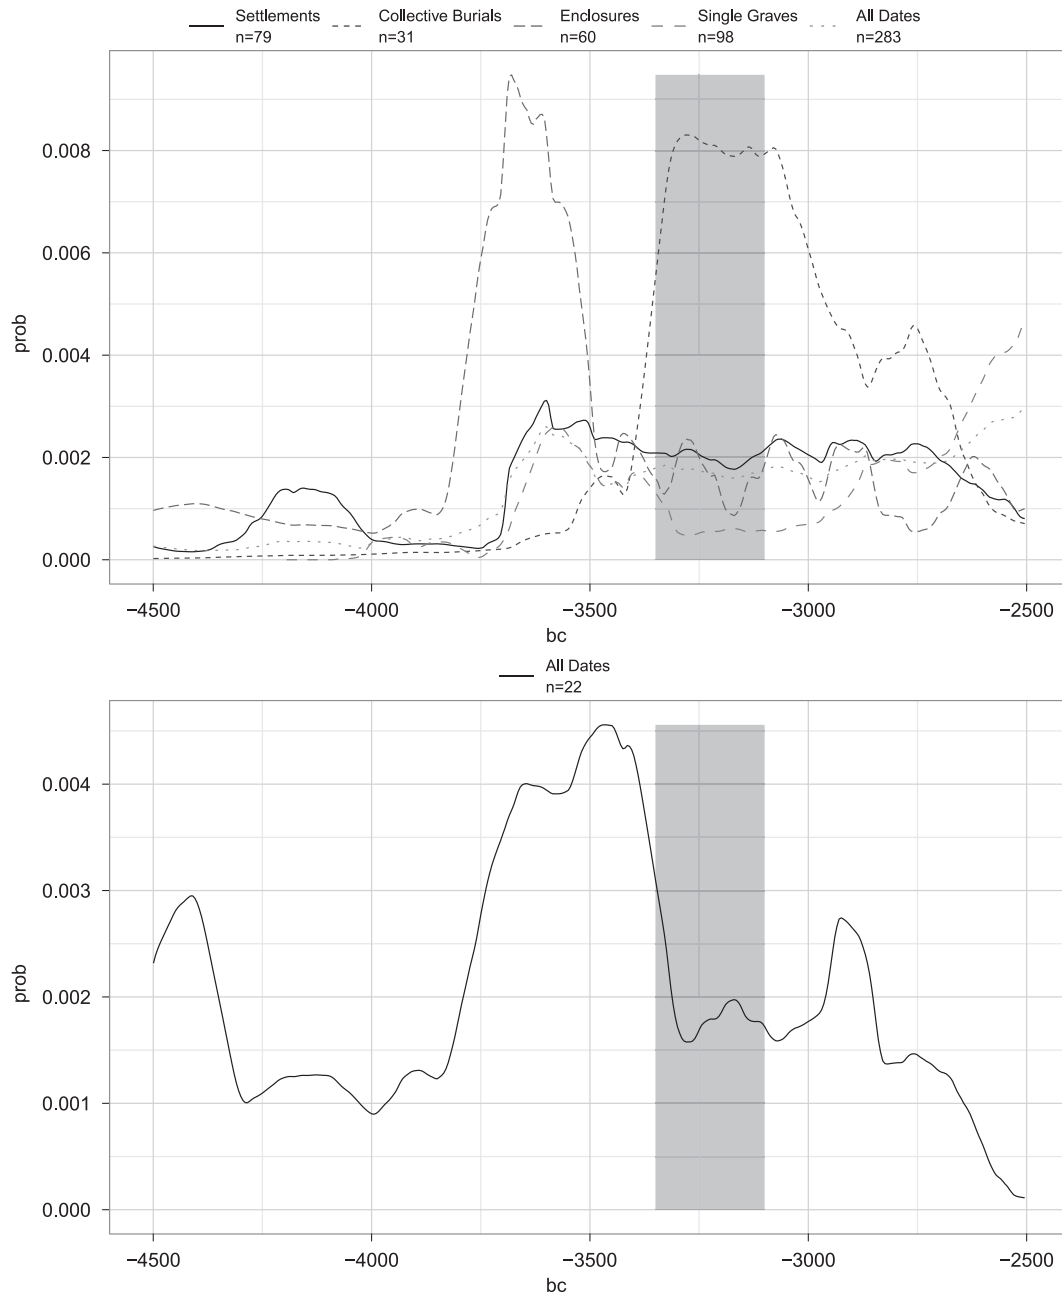 Settlements Collective Burials Enclosures Single Graves All Dates
n=79 n=31 n=60 n=98 n=283
0.008
0.006
0.004
0.002
0.000
prob
−4500 −4000 −3500 −3000 −2500
bc
All Dates
n=22
0.004
0.003
0.002
0.001
0.000
prob
−4500 −4000 −3500 −3000 −2500
bc